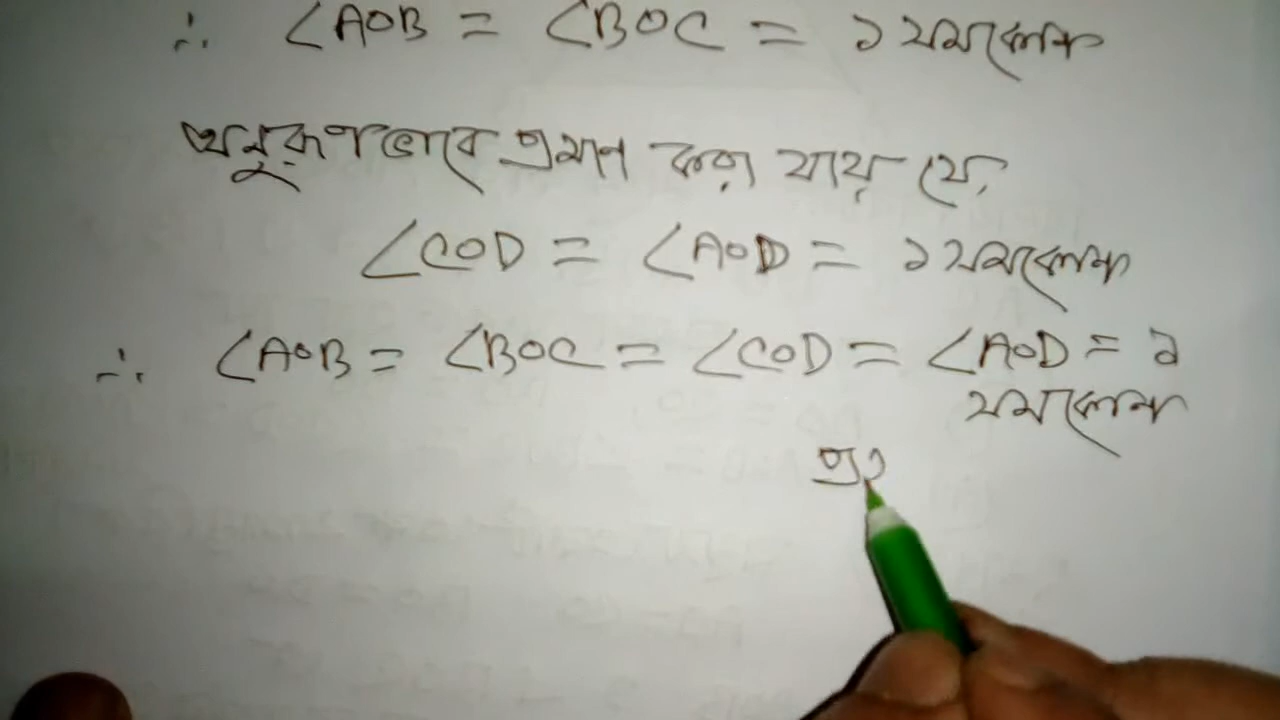 ∴ ∠AOB = ∠BOC = ১ সমকোণ
অনুরূপভাবে প্রমাণ করা যায় যে,
∠COD = ∠AOD = ১ সমকোণ
∴ ∠AOB = ∠BOC = ∠COD = ∠AOD = ১
সমকোণ